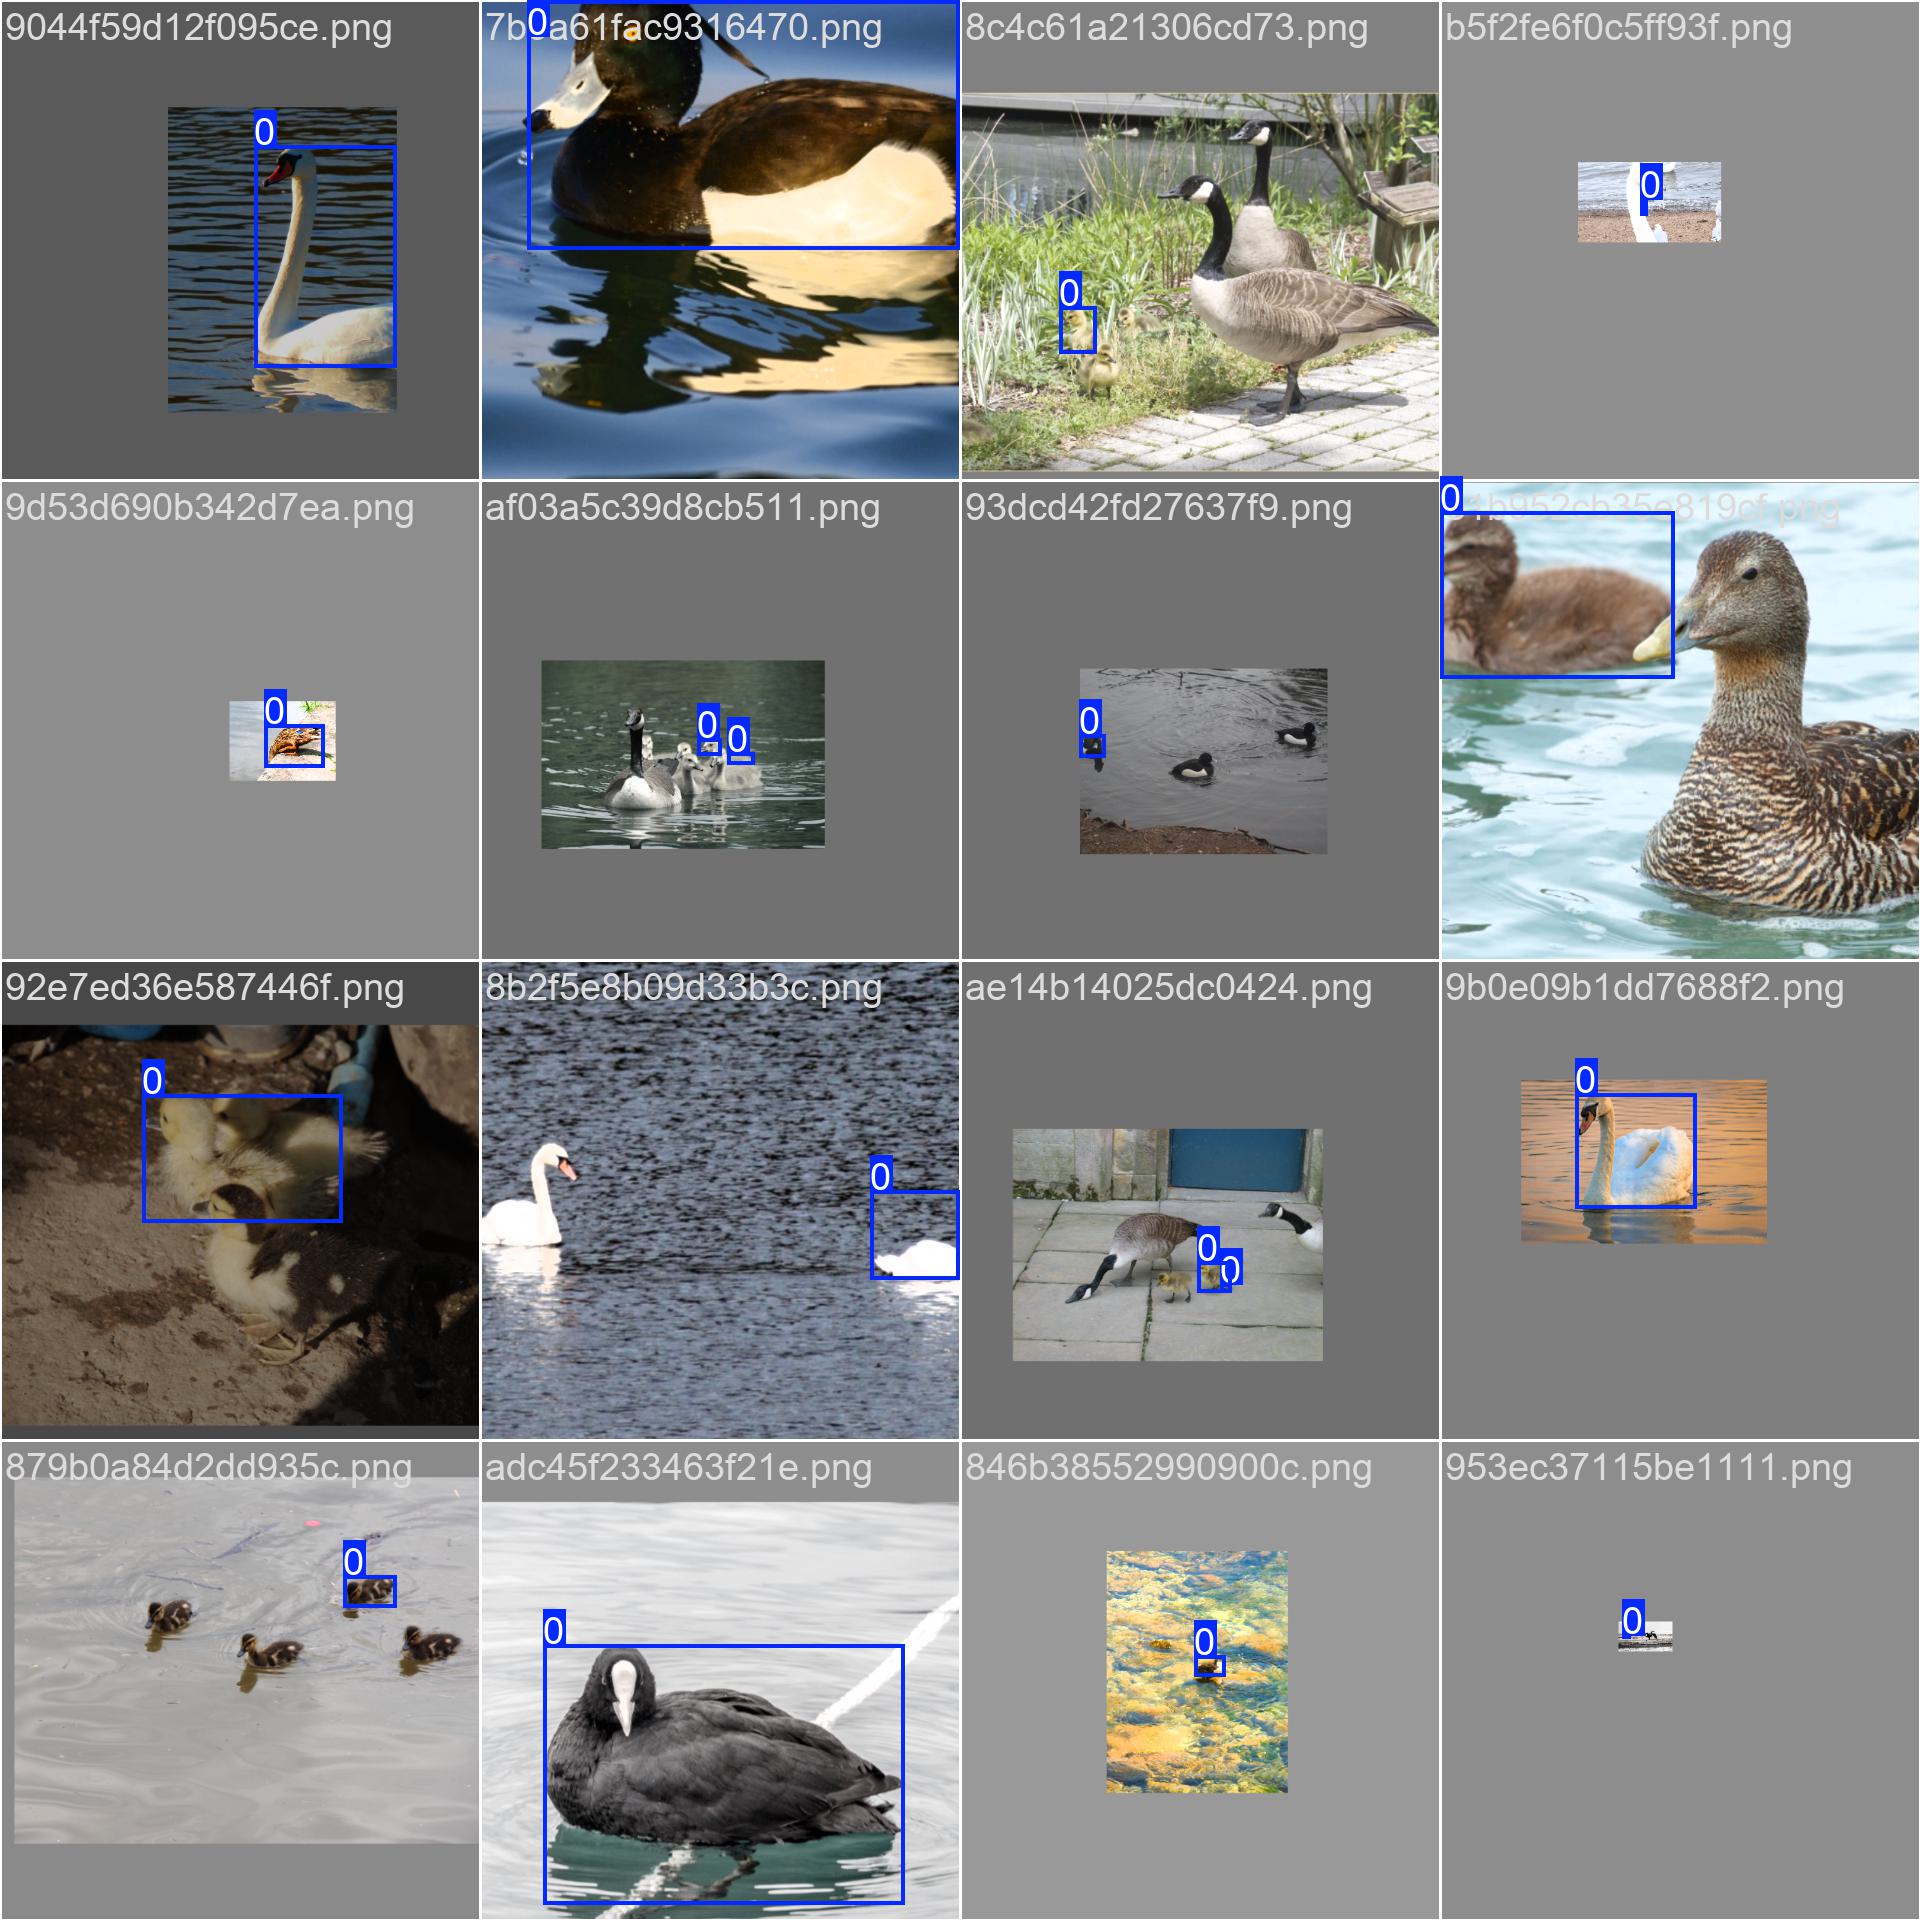 9044f59d12f095ce.png
0
7b0a61fac9316470.png
0
8c4c61a21306cd73.png
0
b5f2fe6f0c5ff93f.png
0
9d53d690b342d7ea.png
0
af03a5c39d8cb511.png
0
0
93dcd42fd27637f9.png
0
0
92e7ed36e587446f.png
0
8b2f5e8b09d33b3c.png
0
ae14b14025dc0424.png
0
0
9b0e09b1dd7688f2.png
0
879b0a84d2dd935c.png
0
adc45f233463f21e.png
0
846b38552990900c.png
0
953ec37115be1111.png
0